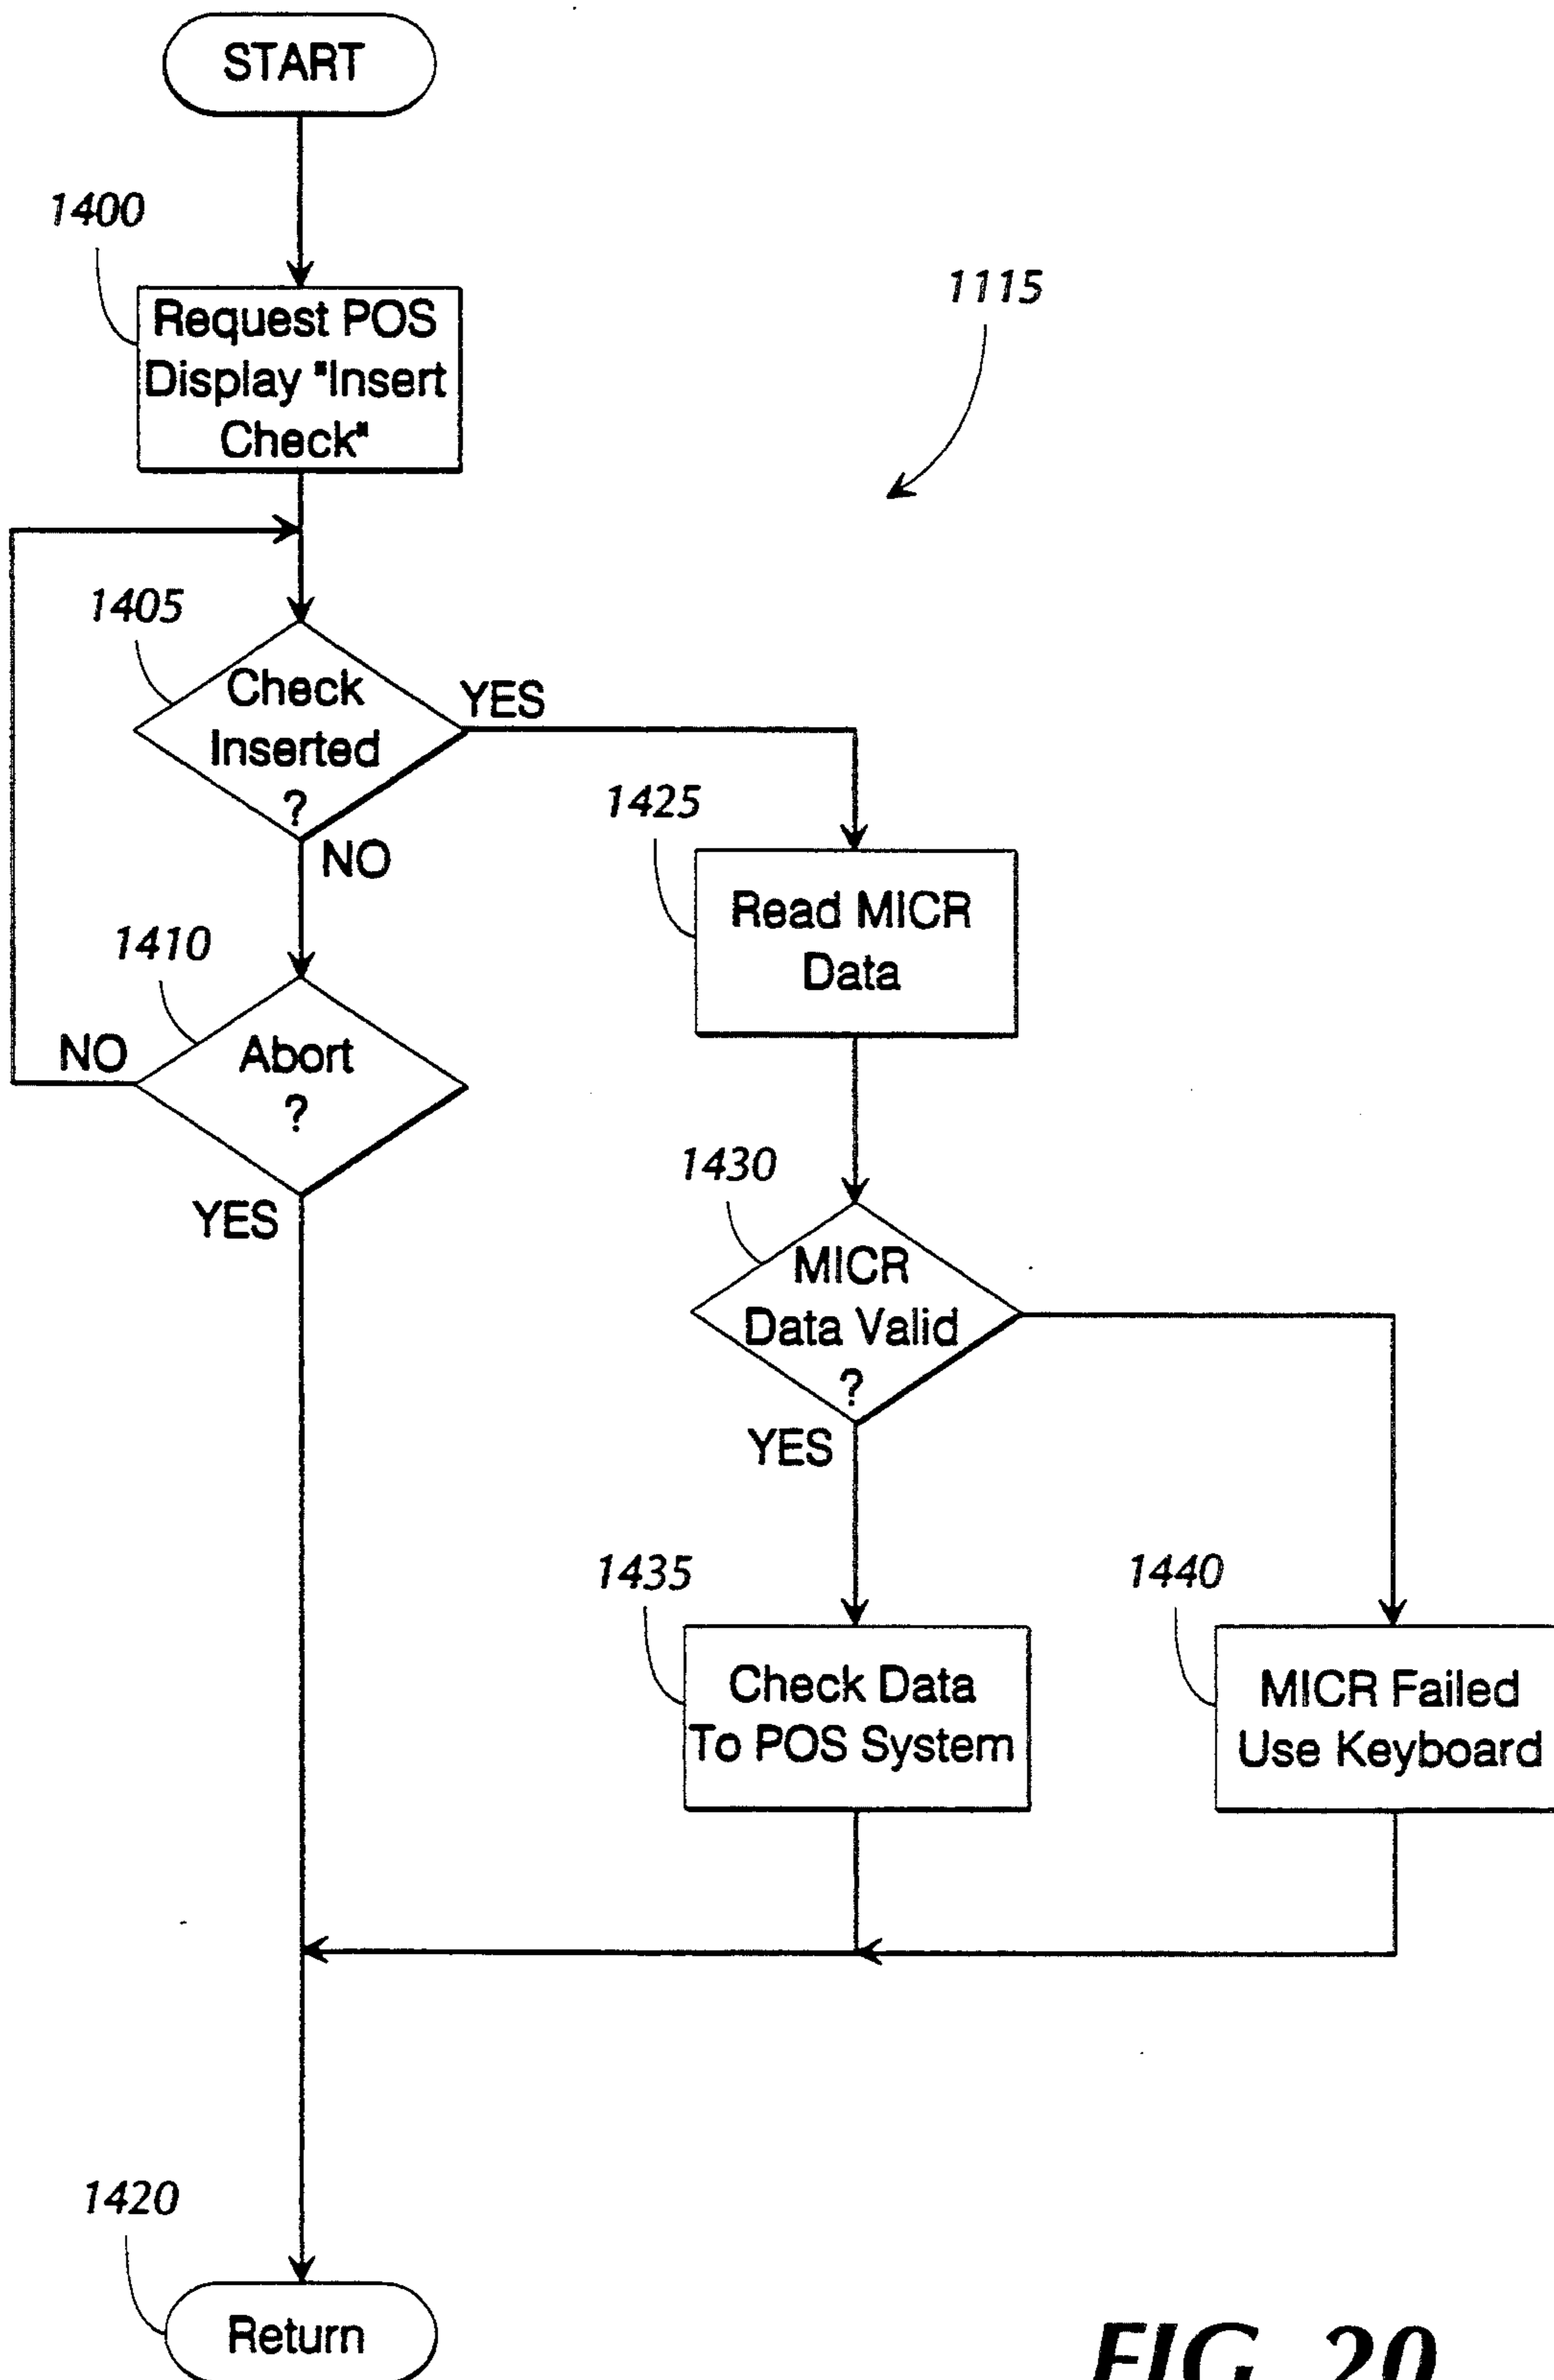 START
1400
Request POS
Display "Insert
Check"
1115
1405
Check
Inserted
?
YES
NO
1425
Read MICR
Data
1410
Abort
?
NO
YES
1430
MICR
Data Valid
?
YES
1435
Check Data
To POS System
1440
MICR Failed
Use Keyboard
1420
Return
FIG. 20